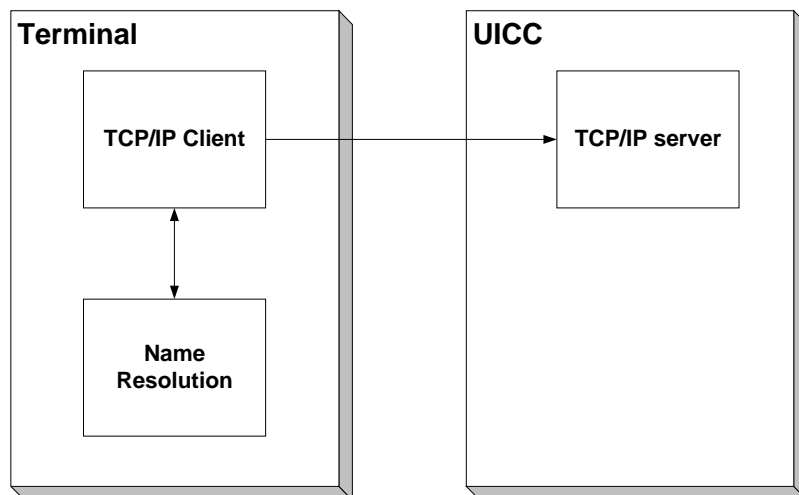 Terminal
UICC
TCP/IP Client
TCP/IP server
Name
Resolution